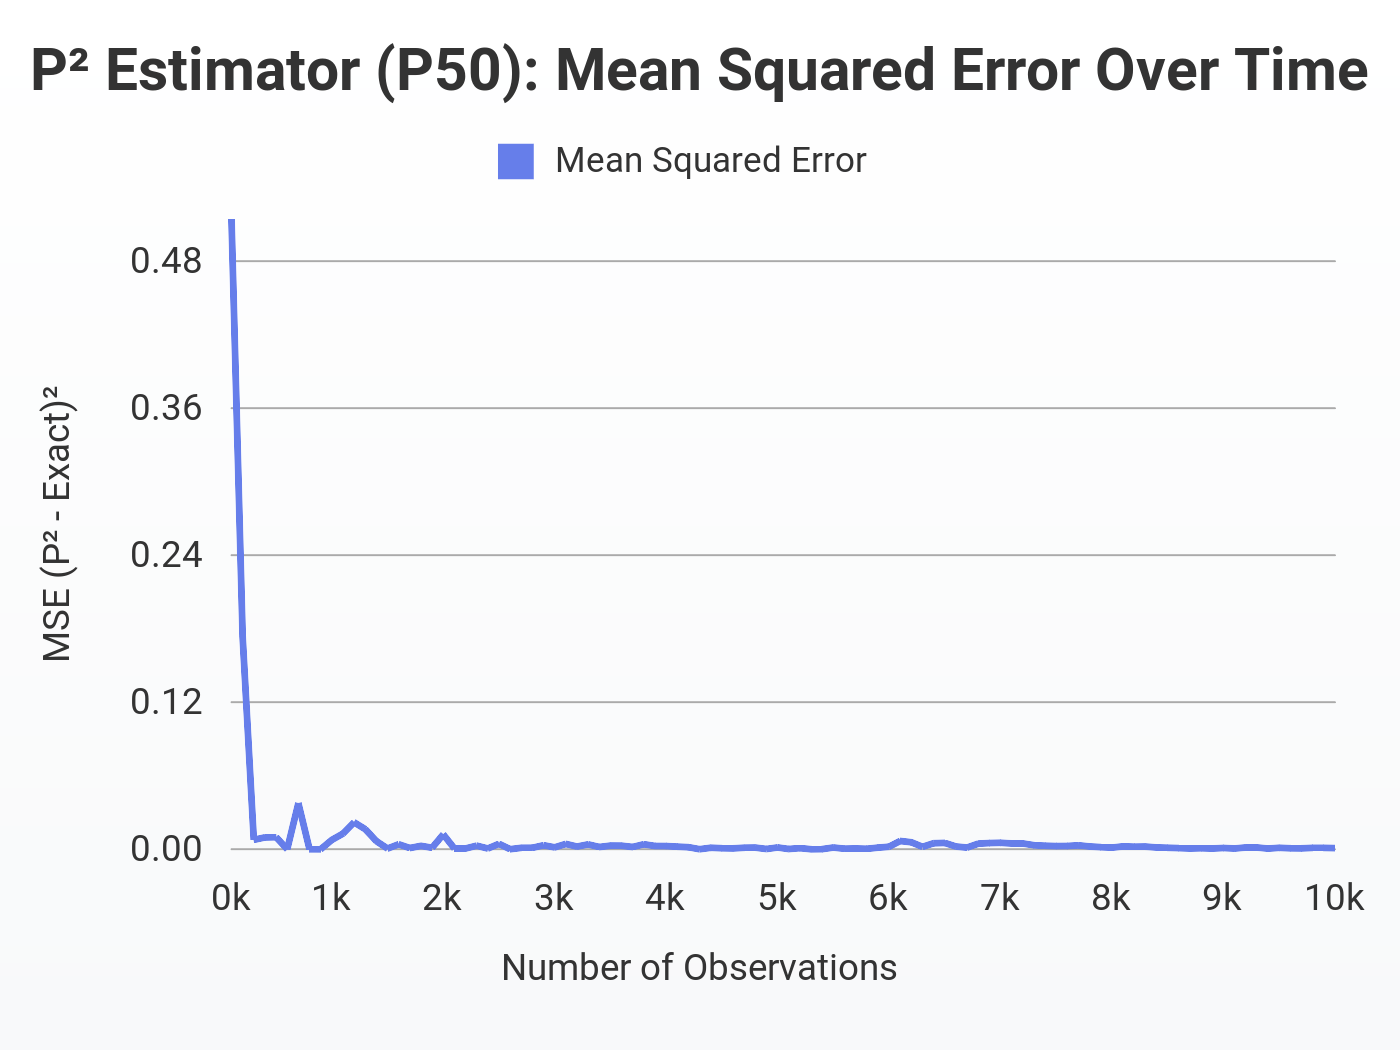 P² Estimator (P50): Mean Squared Error Over Time
Mean Squared Error
MSE (P² - Exact)²
0.48
0.36
0.24
0.12
0.00
0k 1k 2k 3k 4k 5k 6k 7k 8k 9k 10k
Number of Observations